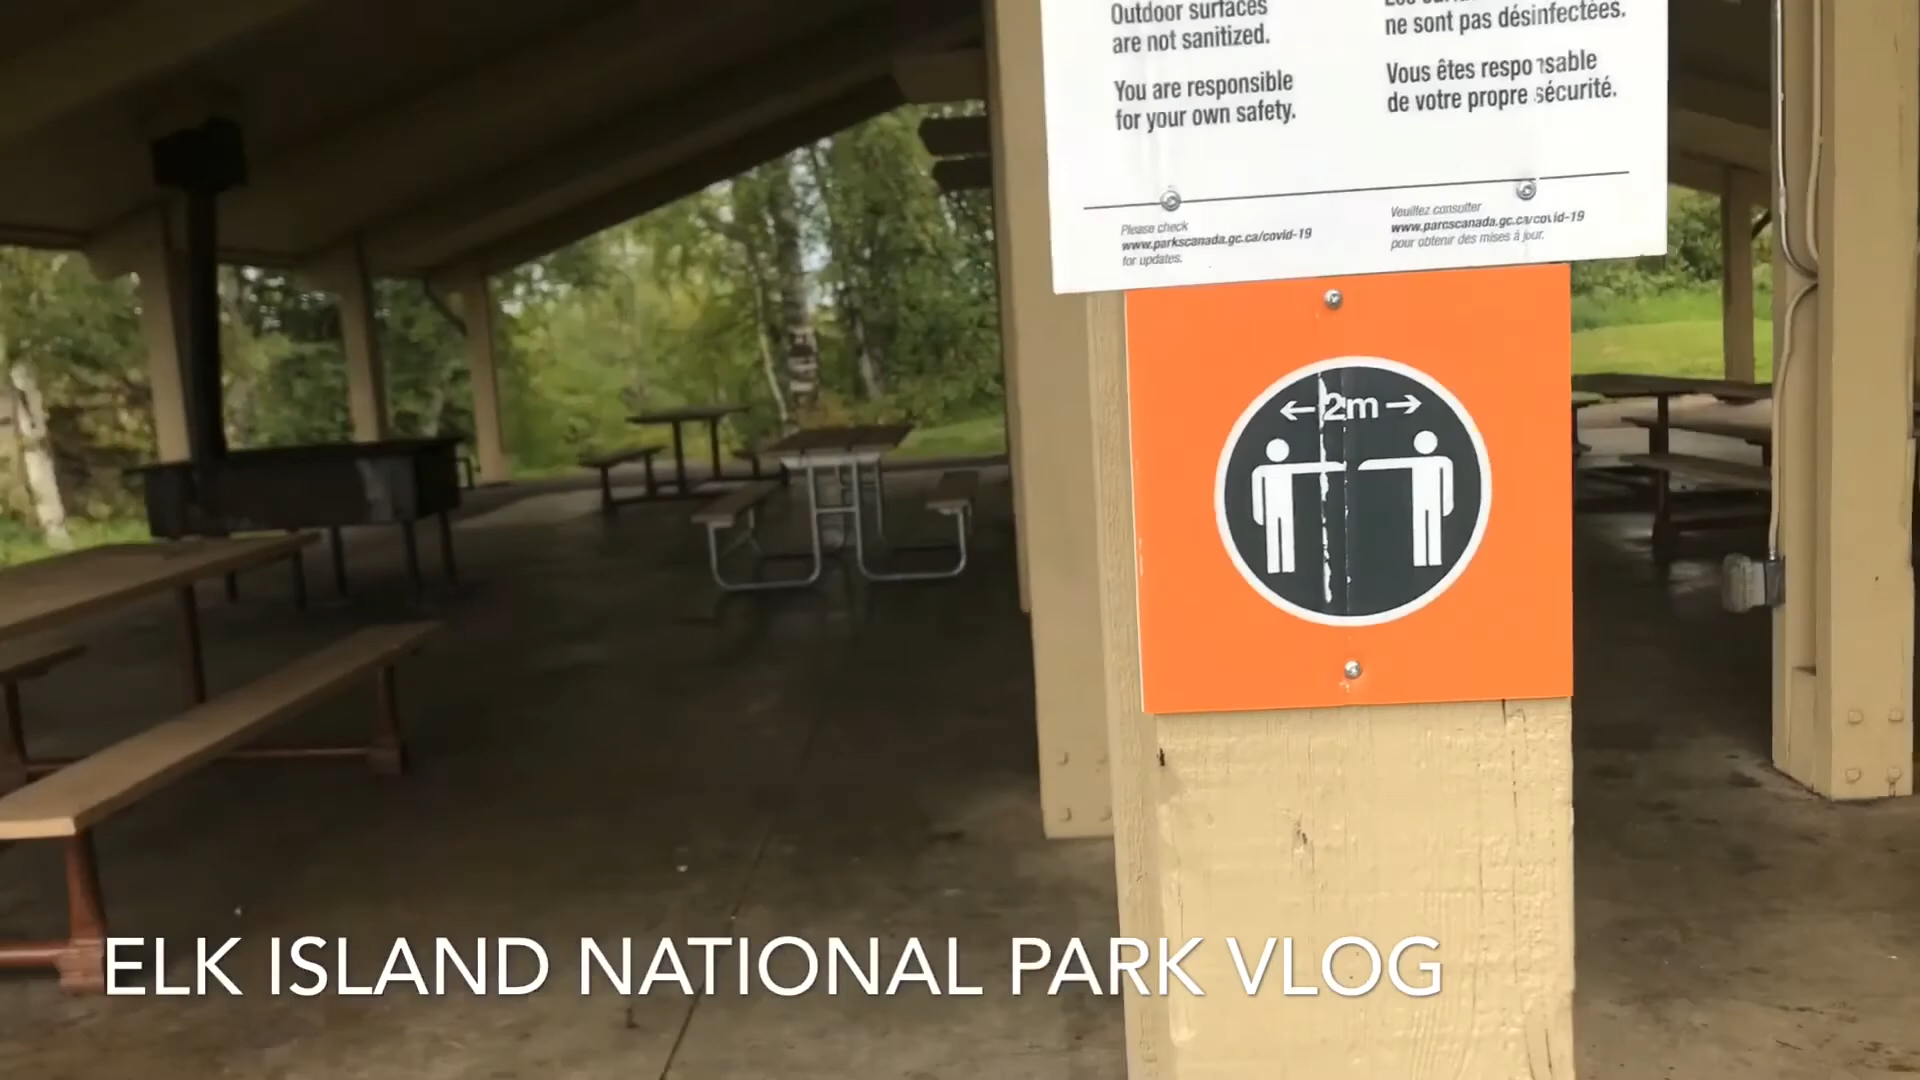 Outdoor surfaces
are not sanitized.
You are responsible
for your own safety.
Please check
www.parkscanada.gc.ca/covid-19
for updates.
ne sont pas désinfectées.
Vous êtes responsable
de votre propre sécurité.
Veuillez consulter
www.parcscanada.gc.ca/covid-19
pour obtenir des mises à jour.
←2m→
ELK ISLAND NATIONAL PARK VLOG